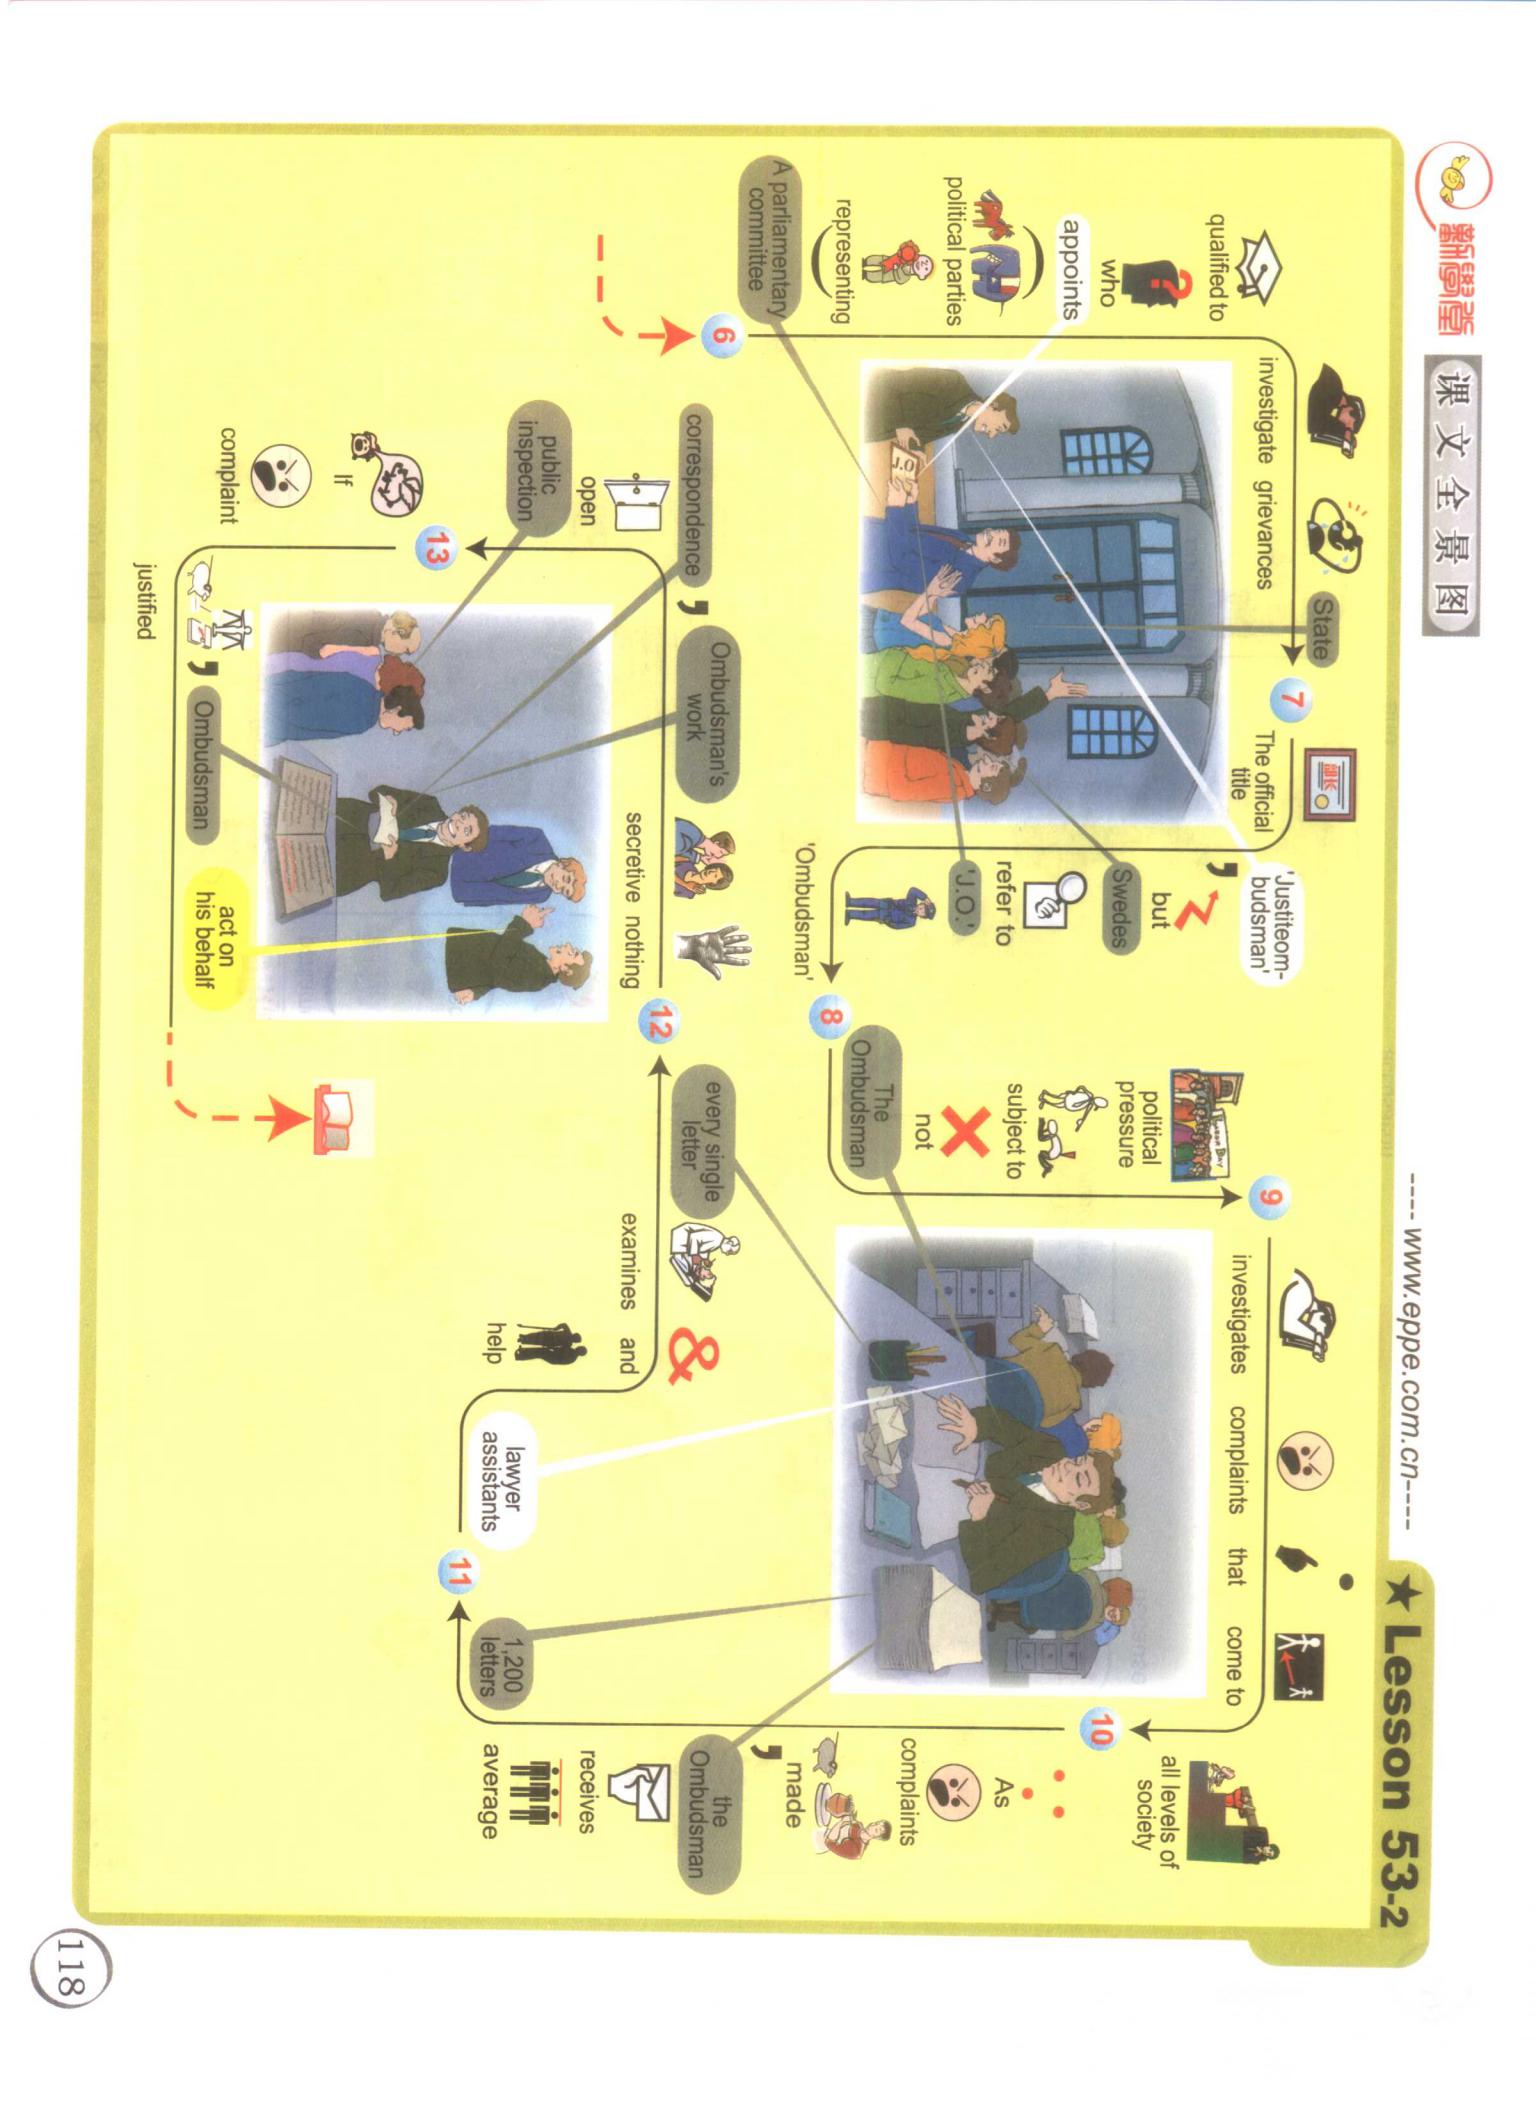 新學堂
课文全景图
---- www.eppe.com.cn----
★ Lesson 53-2
A parliamentary
committee
representing
political parties
appoints
who
qualified to
6
investigate grievances
State
J.O
7
The official
title
'Justiteom-
budsman'
,
but
Swedes
refer to
'J.O.'
'Ombudsman'
8
The
Ombudsman
not
subject to
political
pressure
9
investigates complaints that come to
10
all levels of
society
As
complaints
made
,
the
Ombudsman
receives
average
1,200
letters
11
lawyer
assistants
help
examines and
&
every single
letter
12
secretive nothing
Ombudsman's
work
,
correspondence
open
public
inspection
13
If
complaint
justified
,
Ombudsman
act on
his behalf
118